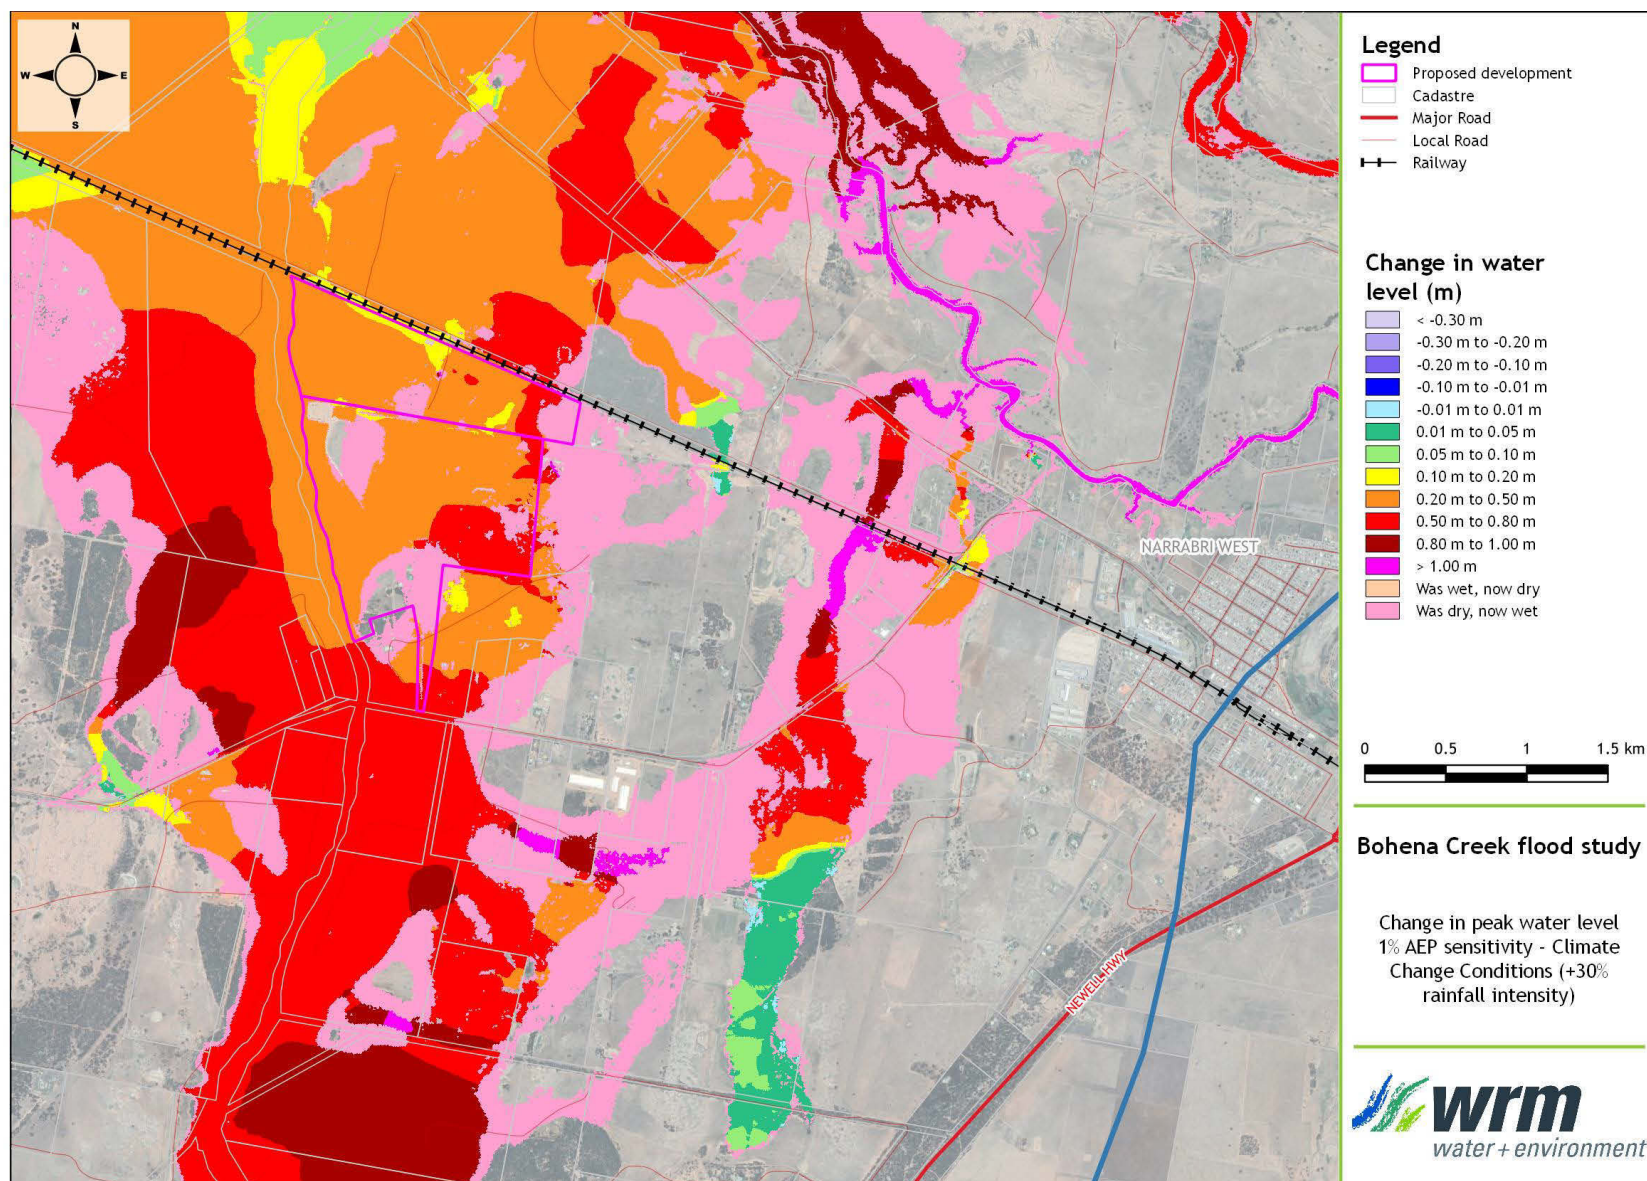 N
W
E
S
NARRABRI WEST
NEWELL HWY
Legend
Proposed development
Cadastre
Major Road
Local Road
Railway
Change in water
level (m)
< -0.30 m
-0.30 m to -0.20 m
-0.20 m to -0.10 m
-0.10 m to -0.01 m
-0.01 m to 0.01 m
0.01 m to 0.05 m
0.05 m to 0.10 m
0.10 m to 0.20 m
0.20 m to 0.50 m
0.50 m to 0.80 m
0.80 m to 1.00 m
> 1.00 m
Was wet, now dry
Was dry, now wet
0 0.5 1 1.5 km
Bohena Creek flood study
Change in peak water level
1% AEP sensitivity - Climate
Change Conditions (+30%
rainfall intensity)
wrm
water + environment